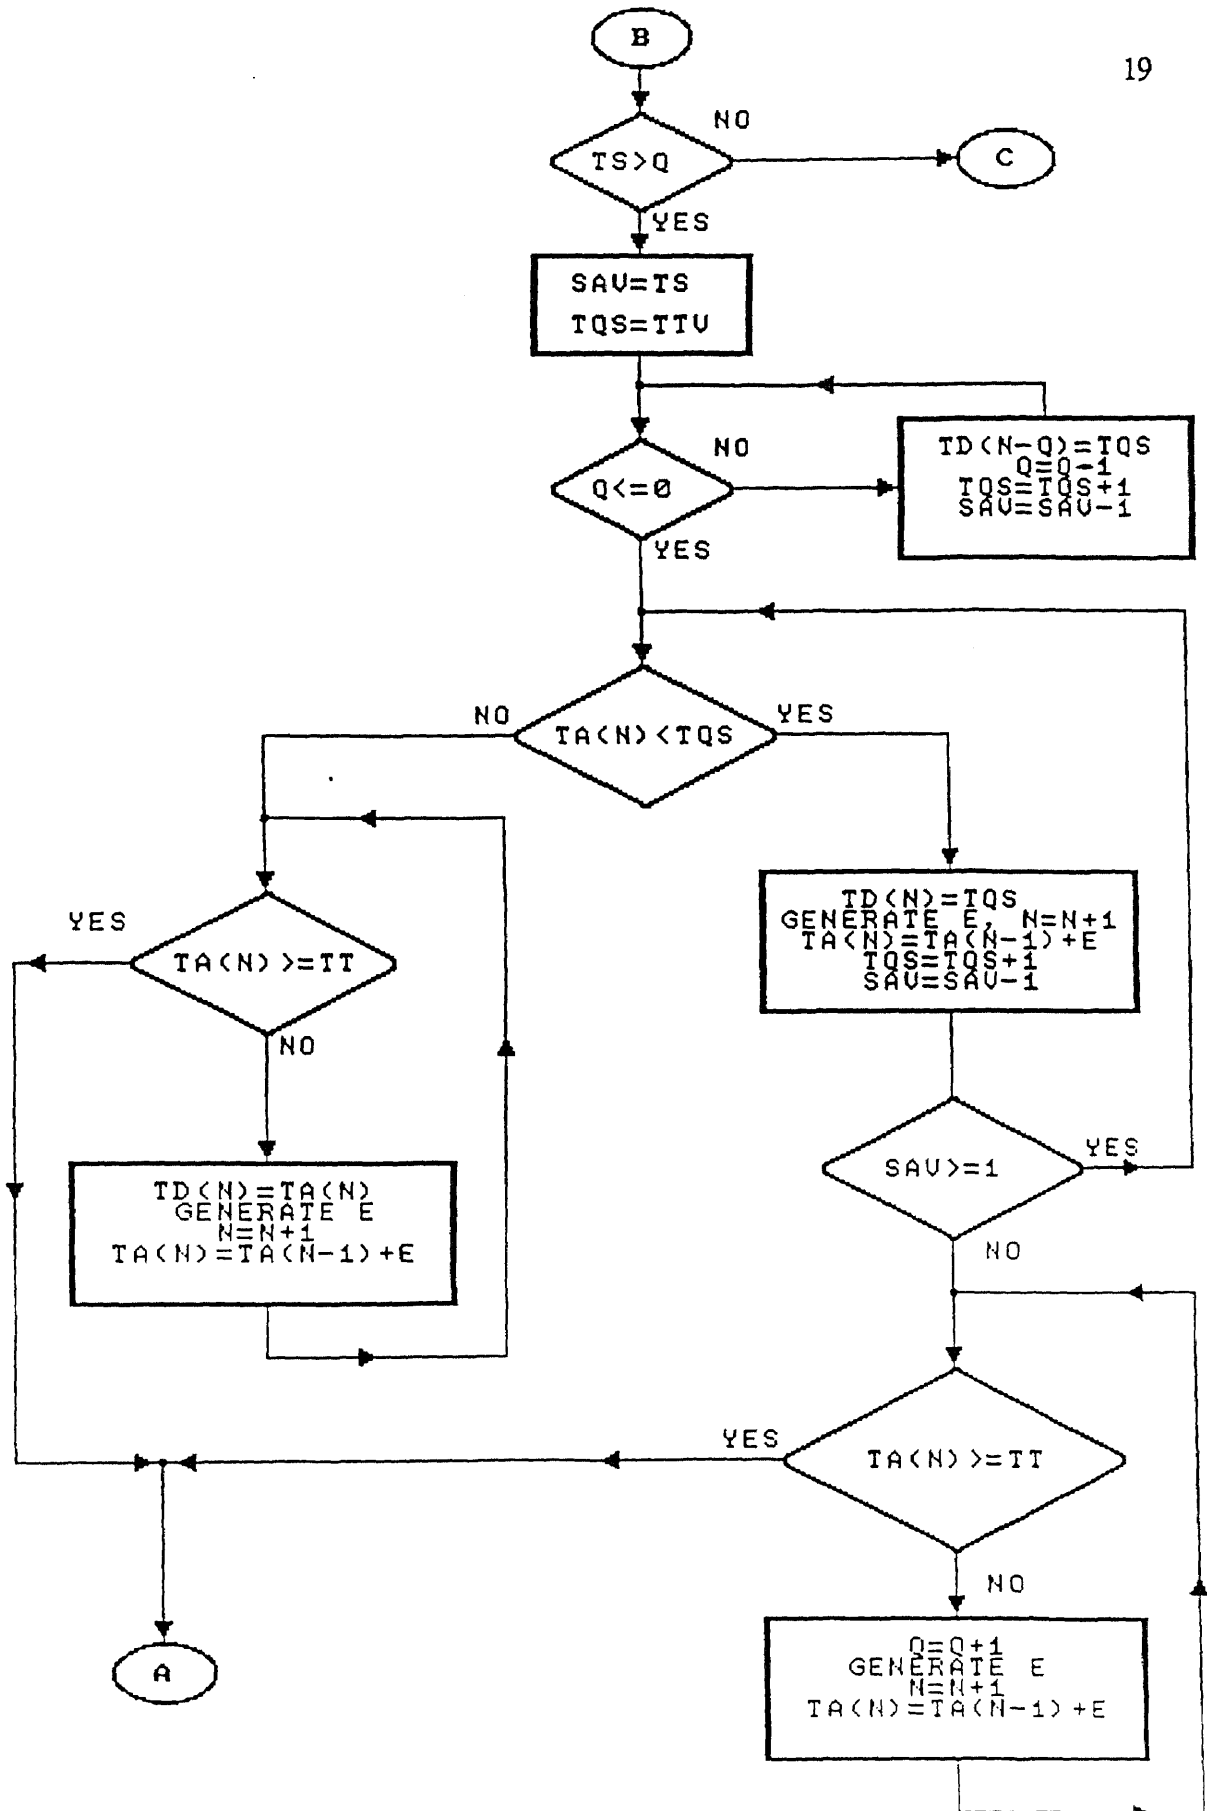 B
19
NO
TS>Q
C
YES
SAV=TS
TQS=TTV
NO
TD(N-Q)=TQS
Q=Q-1
TQS=TQS+1
SAV=SAV-1
Q<=0
YES
NO
YES
TA(N)<TQS
YES
TA(N)>=TT
NO
TD(N)=TQS
GENERATE E, N=N+1
TA(N)=TA(N-1)+E
TQS=TQS+1
SAV=SAV-1
YES
SAV>=1
NO
TD(N)=TA(N)
GENERATE E
N=N+1
TA(N)=TA(N-1)+E
YES
TA(N)>=TT
NO
A
Q=Q+1
GENERATE E
N=N+1
TA(N)=TA(N-1)+E